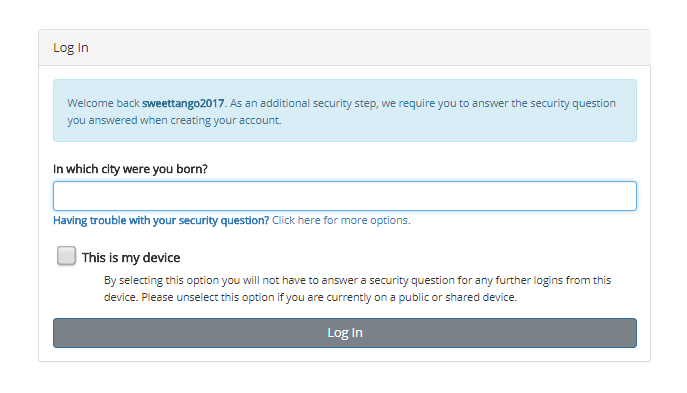 Log In
Welcome back sweettango2017. As an additional security step, we require you to answer the security question
you answered when creating your account.
In which city were you born?
Having trouble with your security question? Click here for more options.
This is my device
By selecting this option you will not have to answer a security question for any further logins from this
device. Please unselect this option if you are currently on a public or shared device.
Log In